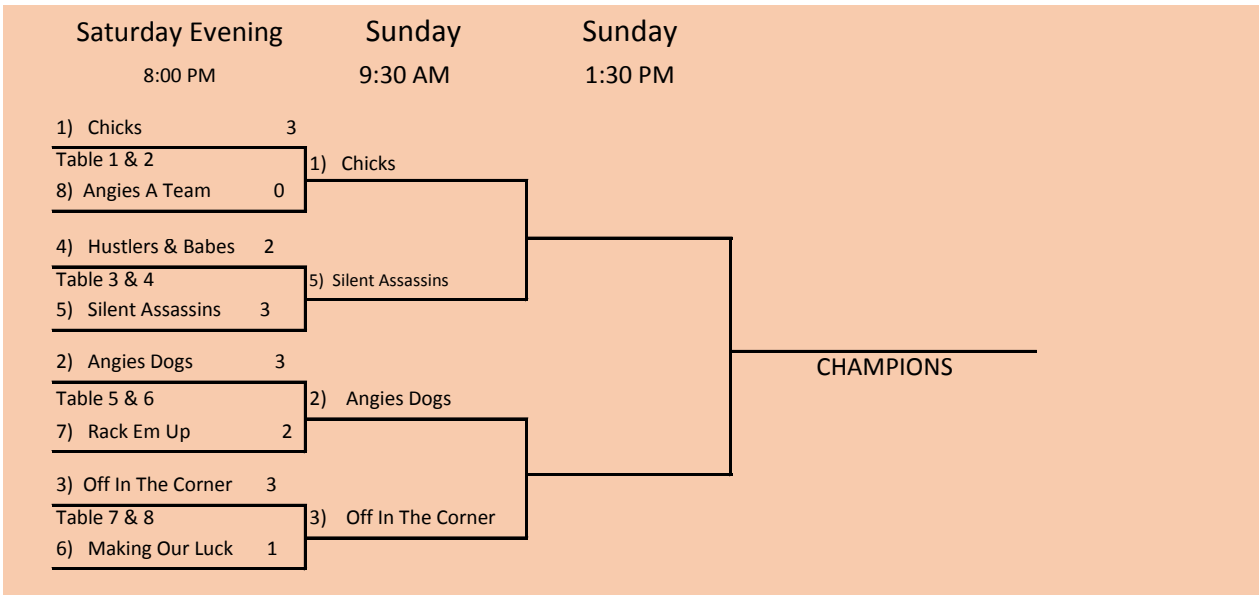 Saturday Evening Sunday Sunday
8:00 PM 9:30 AM 1:30 PM
1) Chicks 3
Table 1 & 2
1) Chicks
8) Angies A Team 0
4) Hustlers & Babes 2
Table 3 & 4
5) Silent Assassins
5) Silent Assassins 3
2) Angies Dogs 3
CHAMPIONS
Table 5 & 6
2) Angies Dogs
7) Rack Em Up 2
3) Off In The Corner 3
Table 7 & 8
3) Off In The Corner
6) Making Our Luck 1